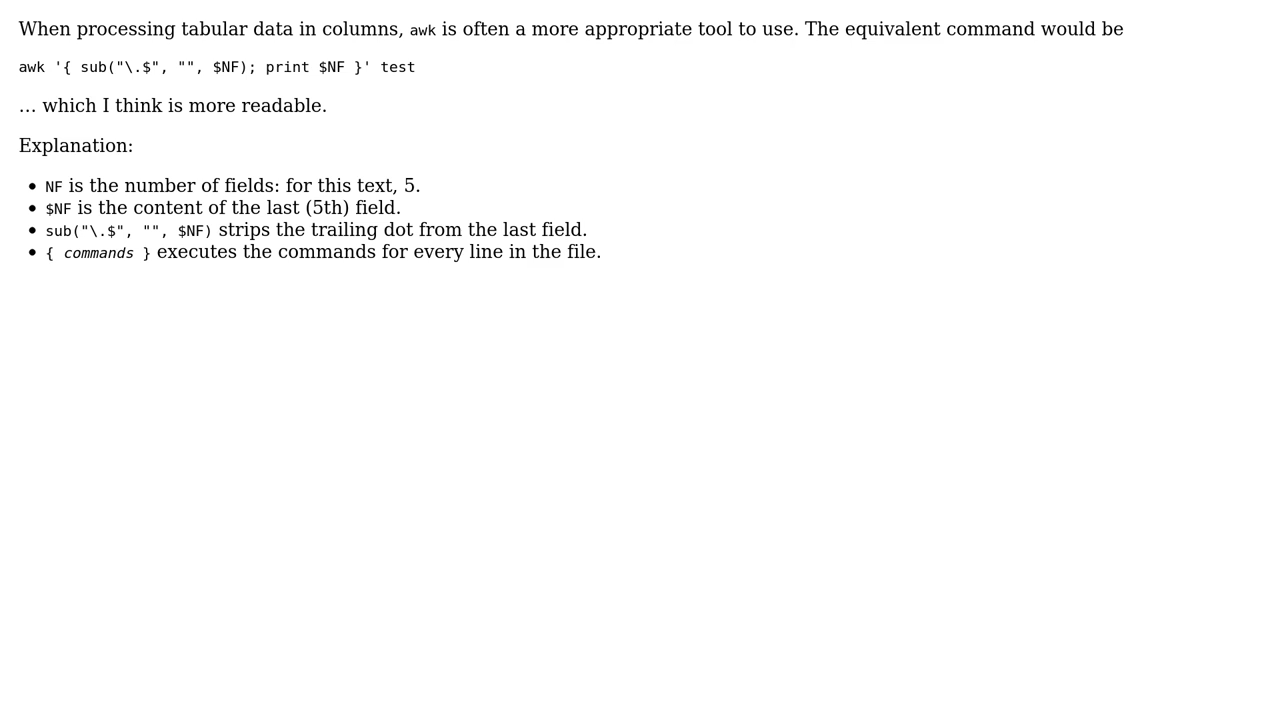 When processing tabular data in columns, awk is often a more appropriate tool to use. The equivalent command would be
awk '{ sub("\.$", "", $NF); print $NF }' test
… which I think is more readable.
Explanation:
• NF is the number of fields: for this text, 5.
• $NF is the content of the last (5th) field.
• sub("\.$", "", $NF) strips the trailing dot from the last field.
• { commands } executes the commands for every line in the file.